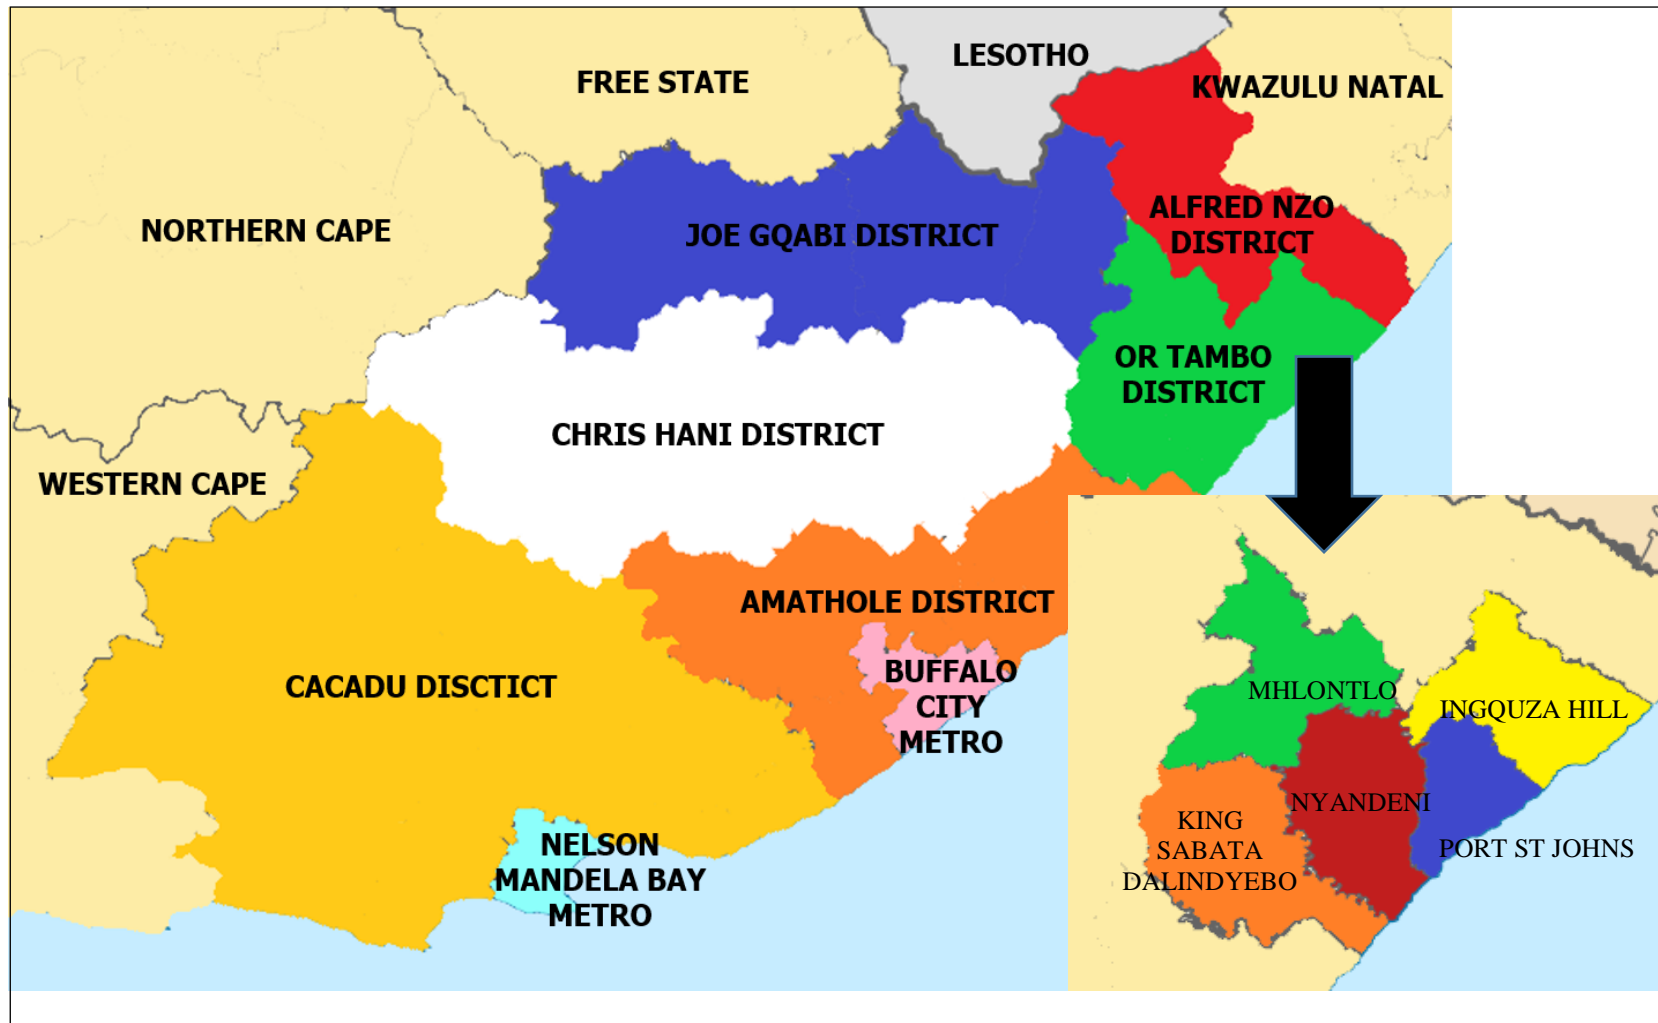 LESOTHO
FREE STATE
KWAZULU NATAL
NORTHERN CAPE
JOE GQABI DISTRICT
ALFRED NZO
DISTRICT
OR TAMBO
DISTRICT
CHRIS HANI DISTRICT
WESTERN CAPE
AMATHOLE DISTRICT
CACADU DISCTICT
BUFFALO
CITY
METRO
NELSON
MANDELA BAY
METRO
MHLONTLO
INGQUZA HILL
NYANDENI
KING
SABATA
DALINDYEBO
PORT ST JOHNS